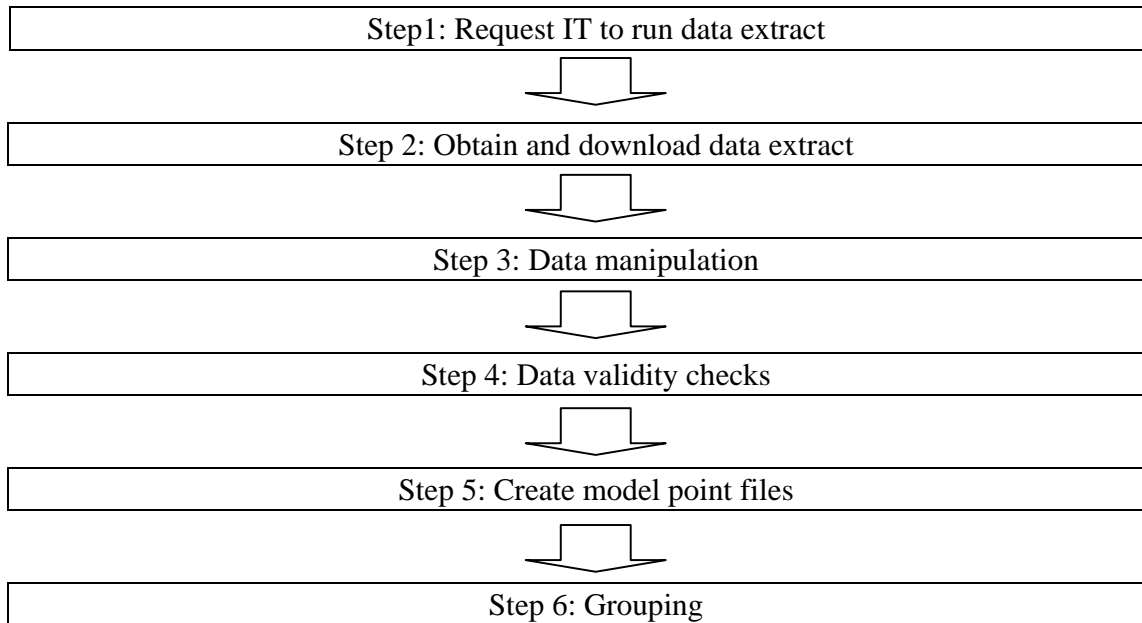 Step1: Request IT to run data extract
Step 2: Obtain and download data extract
Step 3: Data manipulation
Step 4: Data validity checks
Step 5: Create model point files
Step 6: Grouping